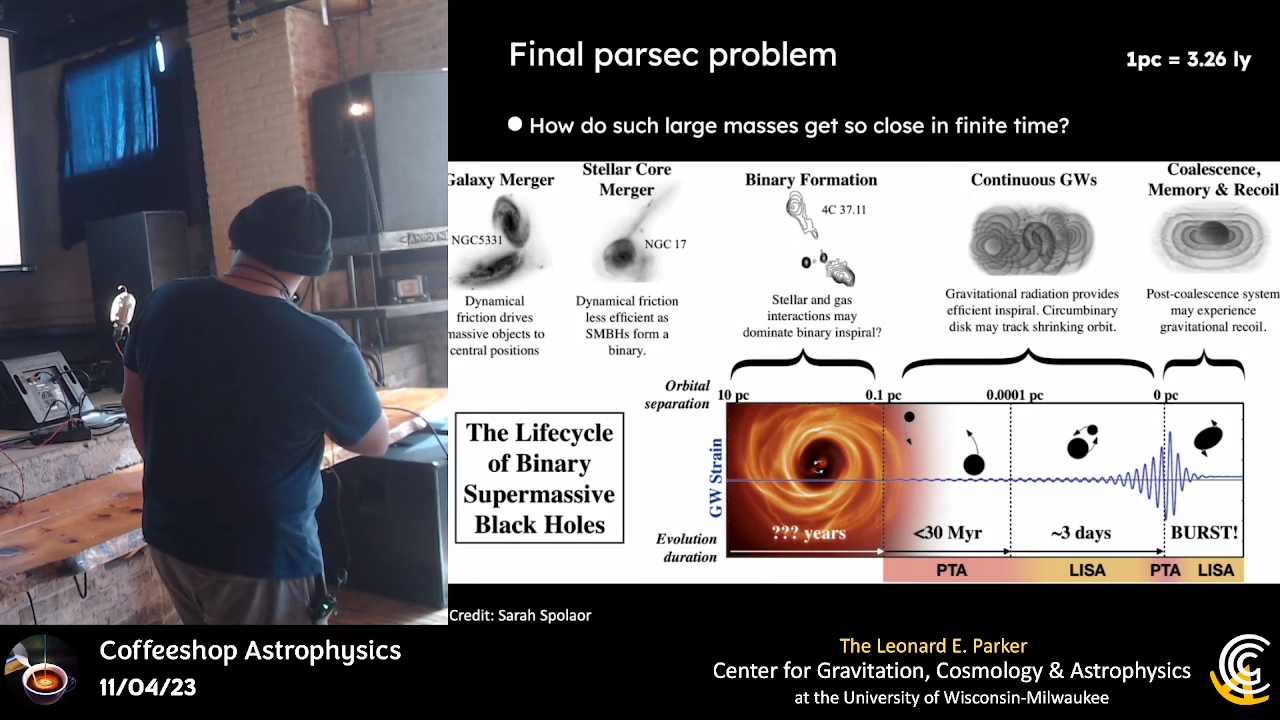 Final parsec problem
1pc = 3.26 ly
How do such large masses get so close in finite time?
Galaxy Merger
NGC5331
Dynamical
friction drives
massive objects to
central positions
Stellar Core
Merger
NGC 17
Dynamical friction
less efficient as
SMBHs form a
binary.
Binary Formation
4C 37.11
Stellar and gas
interactions may
dominate binary inspiral?
Continuous GWs
Gravitational radiation provides
efficient inspiral. Circumbinary
disk may track shrinking orbit.
Coalescence,
Memory & Recoil
Post-coalescence system
may experience
gravitational recoil.
The Lifecycle
of Binary
Supermassive
Black Holes
Orbital
separation
10 pc
0.1 pc
0.0001 pc
0 pc
GW Strain
Evolution
duration
??? years
<30 Myr
~3 days
BURST!
PTA
LISA
PTA
LISA
Credit: Sarah Spolaor
Coffeeshop Astrophysics
11/04/23
The Leonard E. Parker
Center for Gravitation, Cosmology & Astrophysics
at the University of Wisconsin-Milwaukee